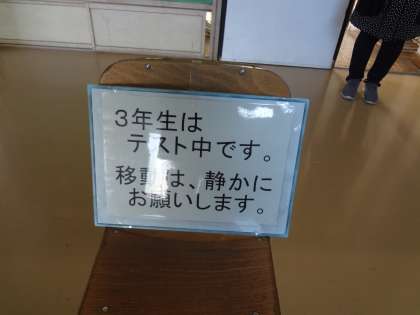 3年生は
テスト中です。
移動は、静かに
お願いします。